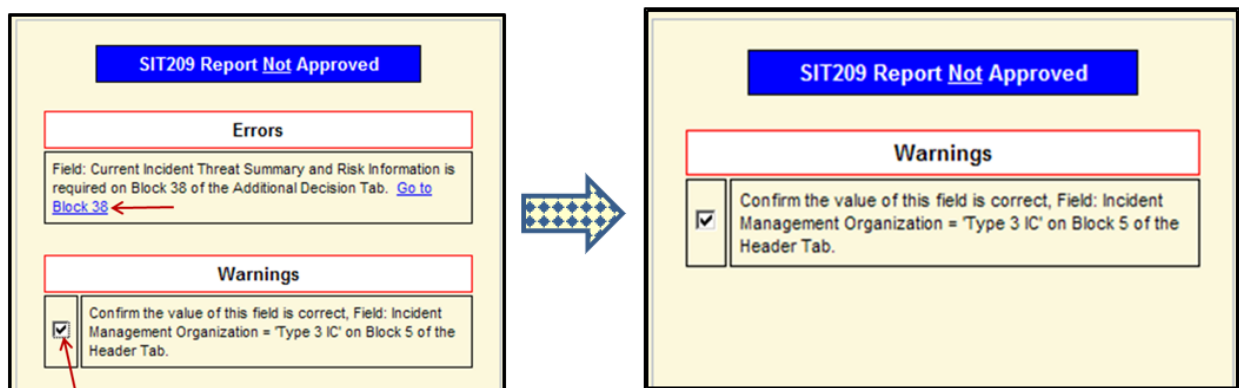 SIT209 Report Not Approved
Errors
Field: Current Incident Threat Summary and Risk Information is
required on Block 38 of the Additional Decision Tab. Go to
Block 38
Warnings
Confirm the value of this field is correct, Field: Incident
Management Organization = 'Type 3 IC' on Block 5 of the
Header Tab.
SIT209 Report Not Approved
Warnings
Confirm the value of this field is correct, Field: Incident
Management Organization = 'Type 3 IC' on Block 5 of the
Header Tab.